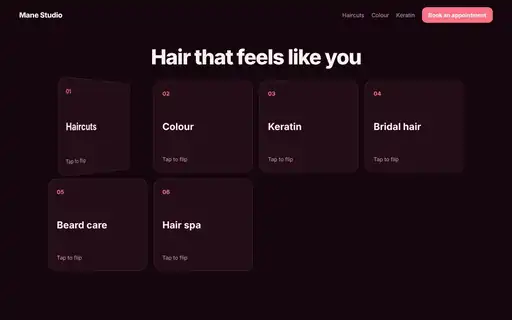 Mane Studio
Haircuts Colour Keratin Book an appointment
Hair that feels like you
01
Haircuts
Tap to flip
02
Colour
Tap to flip
03
Keratin
Tap to flip
04
Bridal hair
Tap to flip
05
Beard care
Tap to flip
06
Hair spa
Tap to flip